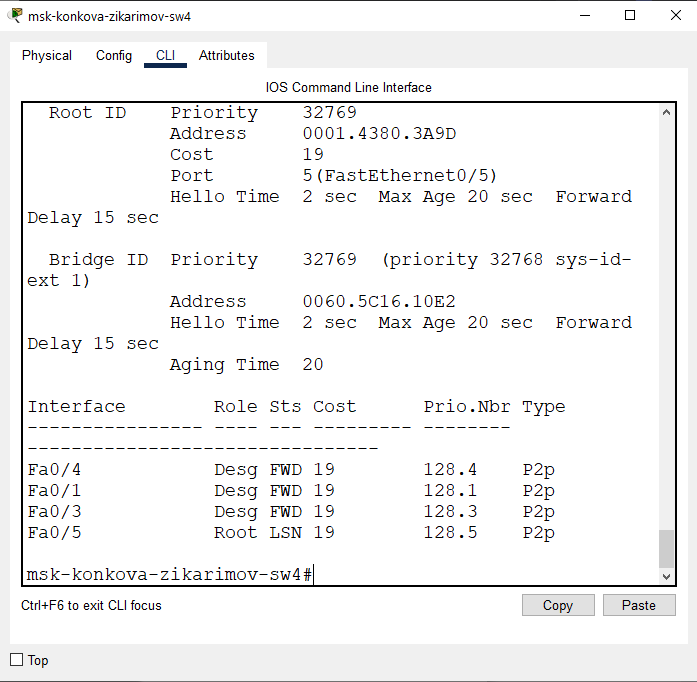 msk-konkova-zikarimov-sw4
Physical Config CLI Attributes
IOS Command Line Interface
Root ID Priority 32769
Address 0001.4380.3A9D
Cost 19
Port 5(FastEthernet0/5)
Hello Time 2 sec Max Age 20 sec Forward
Delay 15 sec
Bridge ID Priority 32769 (priority 32768 sys-id-
ext 1)
Address 0060.5C16.10E2
Hello Time 2 sec Max Age 20 sec Forward
Delay 15 sec
Aging Time 20
Interface Role Sts Cost Prio.Nbr Type
---------------- ---- --- --------- --------
--------------------------------
Fa0/4 Desg FWD 19 128.4 P2p
Fa0/1 Desg FWD 19 128.1 P2p
Fa0/3 Desg FWD 19 128.3 P2p
Fa0/5 Root LSN 19 128.5 P2p
msk-konkova-zikarimov-sw4#
Ctrl+F6 to exit CLI focus
Copy Paste
Top